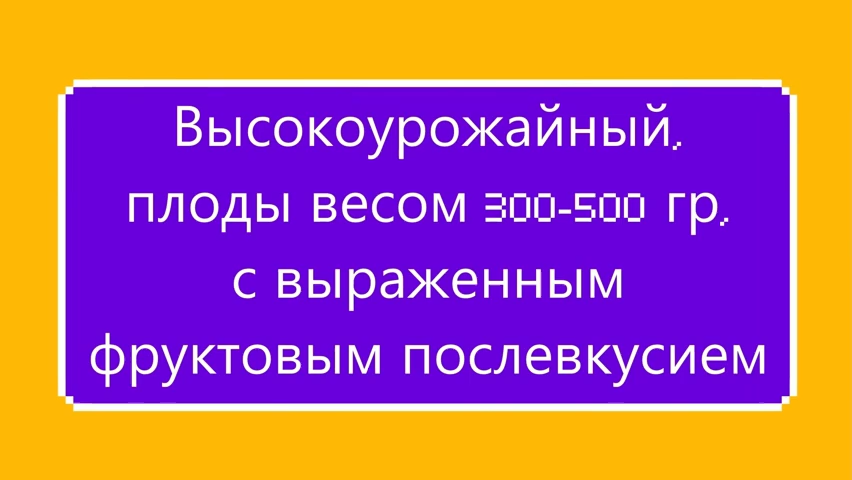 Высокоурожайный,
плоды весом 300-500 гр,
с выраженным
фруктовым послевкусием